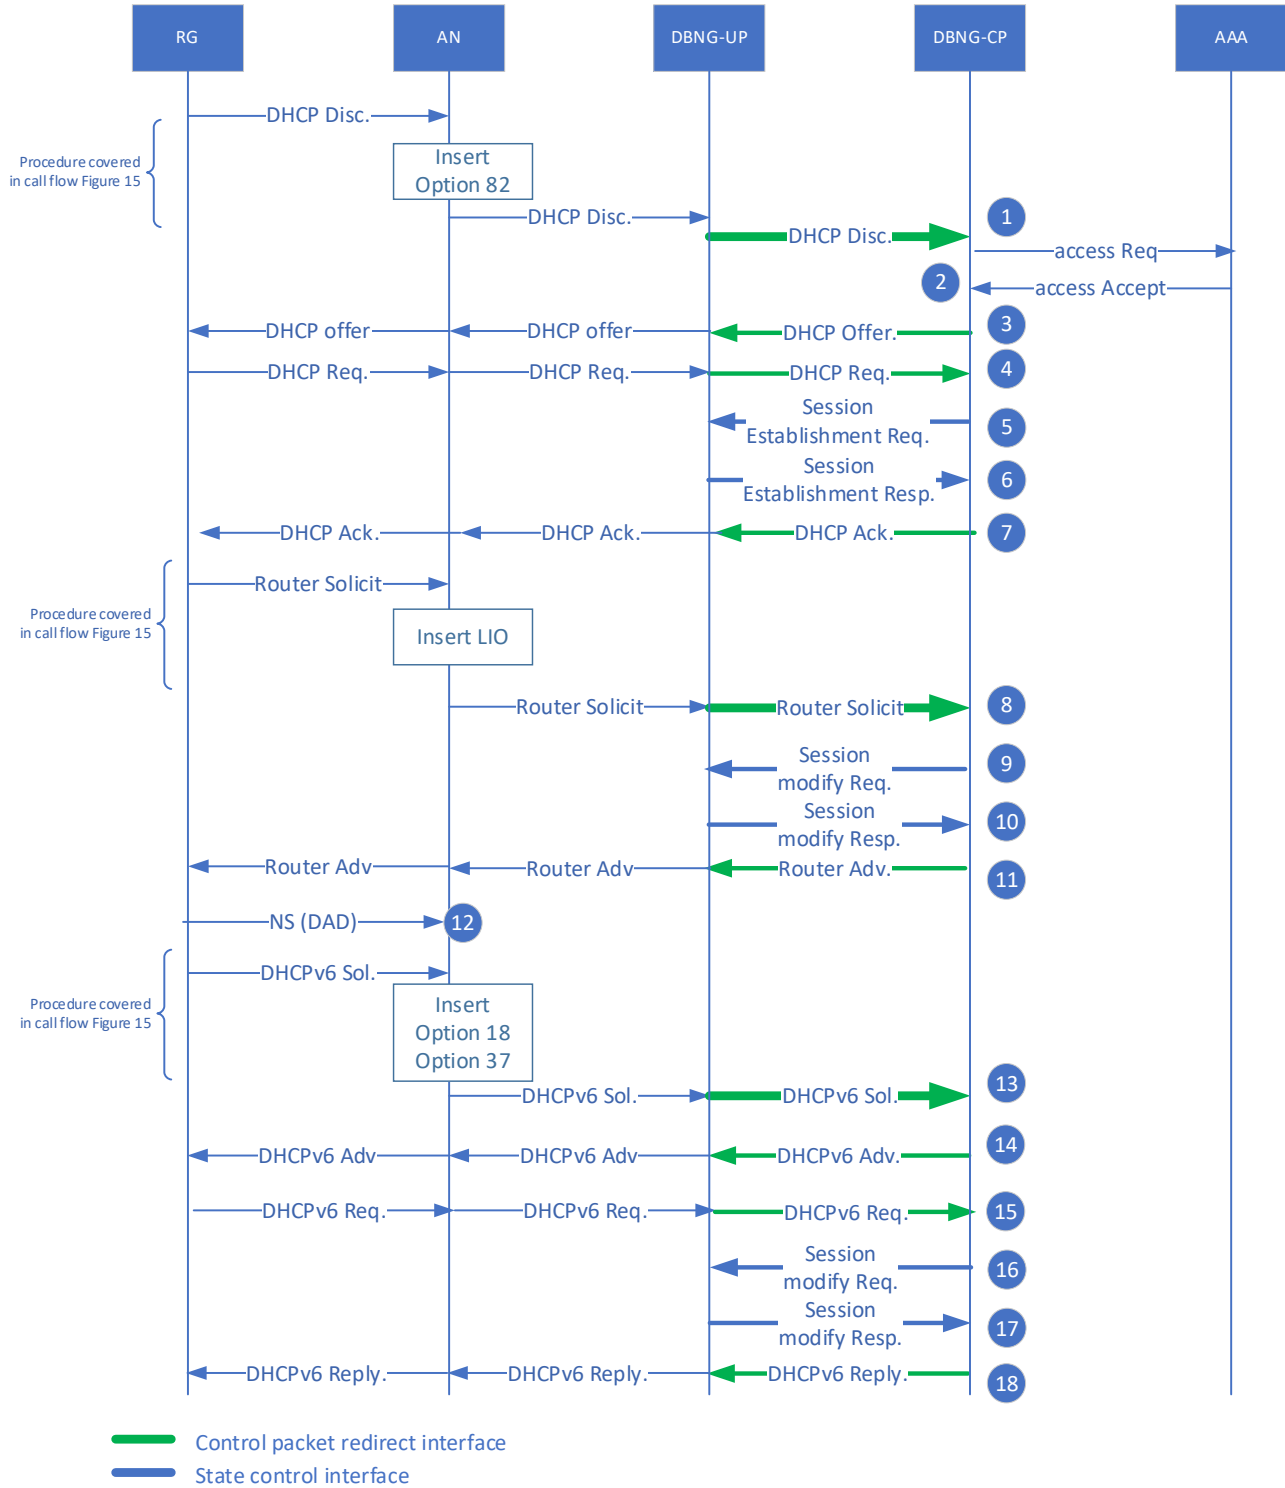 RG
AN
DBNG-UP
DBNG-CP
AAA
DHCP Disc.
Procedure covered
in call flow Figure 15
Insert
Option 82
DHCP Disc.
1
DHCP Disc.
access Req
2
access Accept
DHCP offer
DHCP offer
DHCP Offer.
3
DHCP Req.
DHCP Req.
DHCP Req.
4
Session
Establishment Req.
5
Session
Establishment Resp.
6
DHCP Ack.
DHCP Ack.
DHCP Ack.
7
Router Solicit
Procedure covered
in call flow Figure 15
Insert LIO
Router Solicit
Router Solicit
8
Session
modify Req.
9
Session
modify Resp.
10
Router Adv
Router Adv
Router Adv.
11
NS (DAD)
12
DHCPv6 Sol.
Procedure covered
in call flow Figure 15
Insert
Option 18
Option 37
DHCPv6 Sol.
DHCPv6 Sol.
13
DHCPv6 Adv
DHCPv6 Adv
DHCPv6 Adv.
14
DHCPv6 Req.
DHCPv6 Req.
DHCPv6 Req.
15
Session
modify Req.
16
Session
modify Resp.
17
DHCPv6 Reply.
DHCPv6 Reply.
DHCPv6 Reply.
18
Control packet redirect interface
State control interface